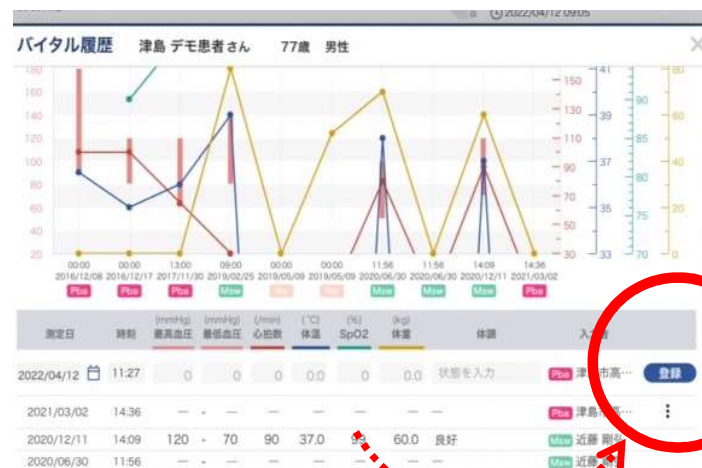 2022/04/12 09:05
バイタル履歴 津島 デモ患者さん 77歳 男性
180 160 140 120 100 80 60 40 20
150 130 110 90 70 50 30
41 39 37 35 33
90 85 80 75 70
80 60 40 20 0
00:00 00:00 13:00 09:00 00:00 00:00 11:56 11:56 14:09 14:36
2016/12/08 2016/12/17 2017/11/30 2019/02/25 2019/05/09 2019/05/09 2020/06/30 2020/06/30 2020/12/11 2021/03/02
Pba Pba Pba Msw Msw Msw Msw Pba
(mmHg) (mmHg) (/min) (℃) (%) (kg)
測定日 時刻 最高血圧 最低血圧 心拍数 体温 SpO2 体重 体調
2022/04/12 11:27 0 0 0 0.0 0 0.0 状態を入力 Pba 津 市高… 登録
2021/03/02 14:36 — - — — — — — — Pba 津島
2020/12/11 14:09 120 - 70 90 37.0 99 60.0 良好 Msw 近藤 剛
2020/06/30 11:56 — - — — — — — — Msw 近藤